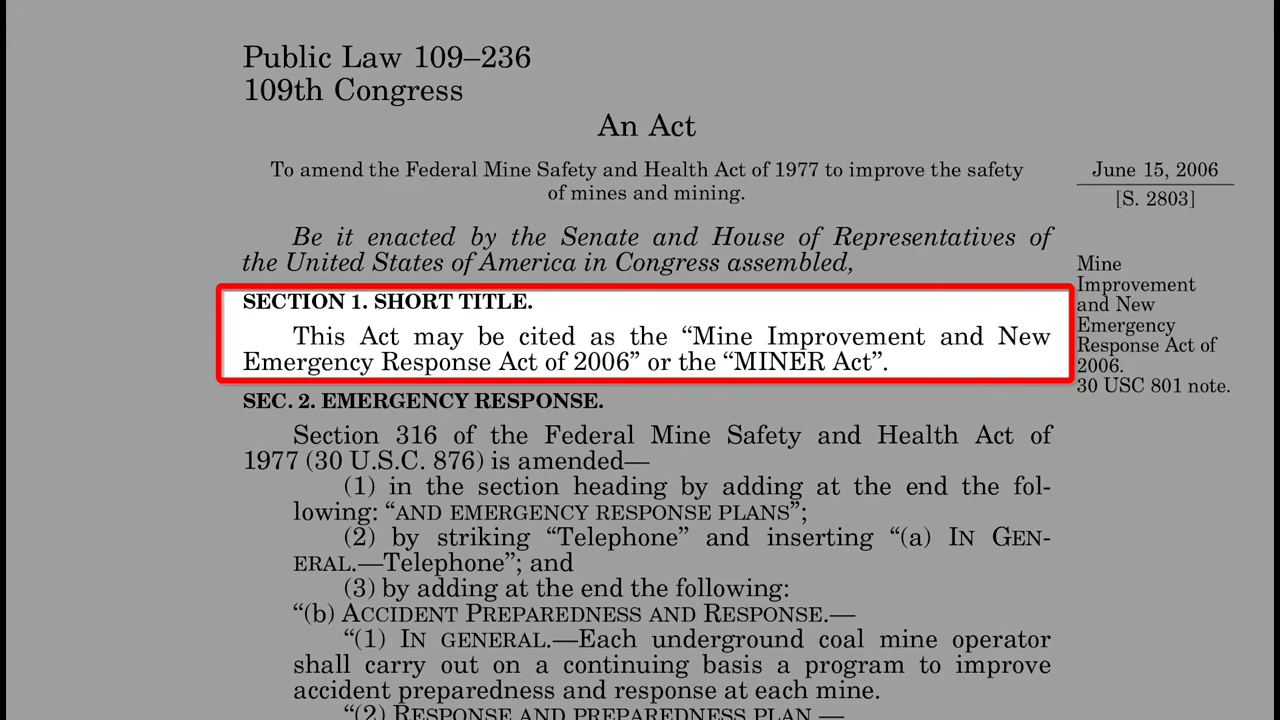 Public Law 109–236
109th Congress
An Act
To amend the Federal Mine Safety and Health Act of 1977 to improve the safety
of mines and mining.
June 15, 2006
[S. 2803]
Be it enacted by the Senate and House of Representatives of
the United States of America in Congress assembled,
Mine
Improvement
and New
Emergency
Response Act of
2006.
30 USC 801 note.
SECTION 1. SHORT TITLE.
This Act may be cited as the “Mine Improvement and New
Emergency Response Act of 2006” or the “MINER Act”.
SEC. 2. EMERGENCY RESPONSE.
Section 316 of the Federal Mine Safety and Health Act of
1977 (30 U.S.C. 876) is amended—
(1) in the section heading by adding at the end the fol-
lowing: “AND EMERGENCY RESPONSE PLANS”;
(2) by striking “Telephone” and inserting “(a) IN GEN-
ERAL.—Telephone”; and
(3) by adding at the end the following:
“(b) ACCIDENT PREPAREDNESS AND RESPONSE.—
“(1) IN GENERAL.—Each underground coal mine operator
shall carry out on a continuing basis a program to improve
accident preparedness and response at each mine.
“(2) RESPONSE AND PREPAREDNESS PLAN.—